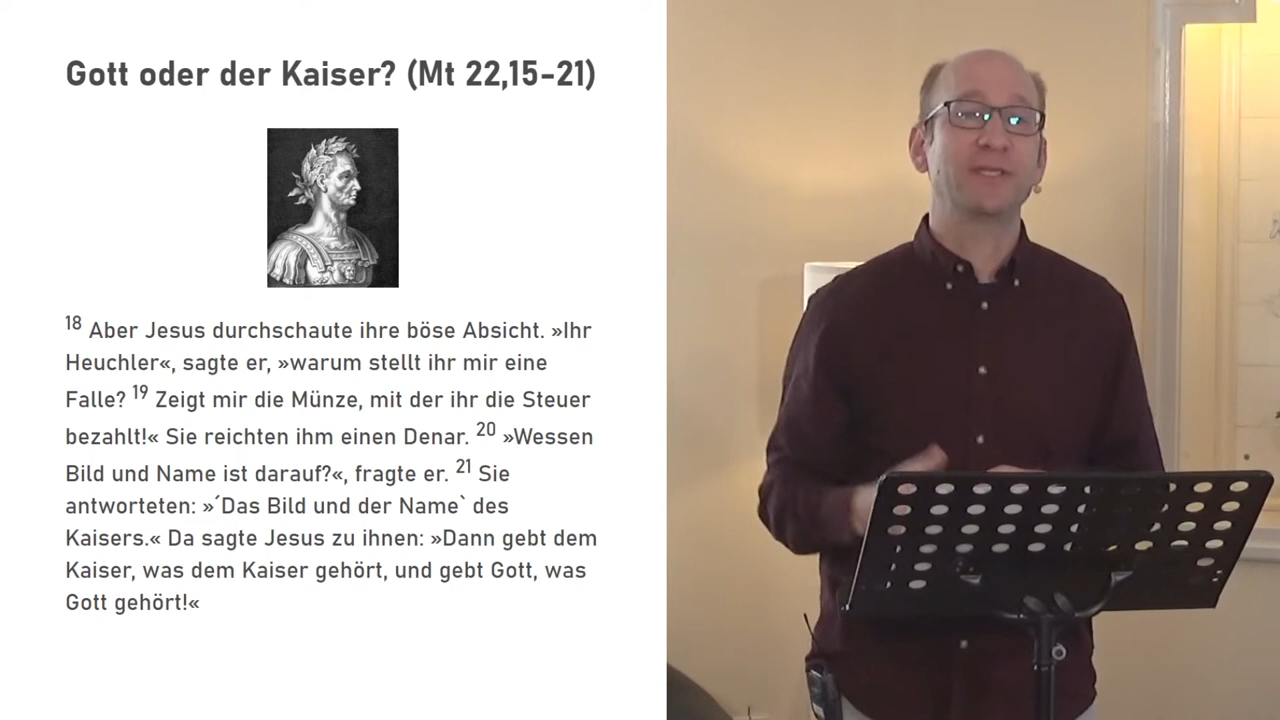 Gott oder der Kaiser? (Mt 22,15-21)
18 Aber Jesus durchschaute ihre böse Absicht. »Ihr
Heuchler«, sagte er, »warum stellt ihr mir eine
Falle? 19 Zeigt mir die Münze, mit der ihr die Steuer
bezahlt!« Sie reichten ihm einen Denar. 20 »Wessen
Bild und Name ist darauf?«, fragte er. 21 Sie
antworteten: »´Das Bild und der Name` des
Kaisers.« Da sagte Jesus zu ihnen: »Dann gebt dem
Kaiser, was dem Kaiser gehört, und gebt Gott, was
Gott gehört!«